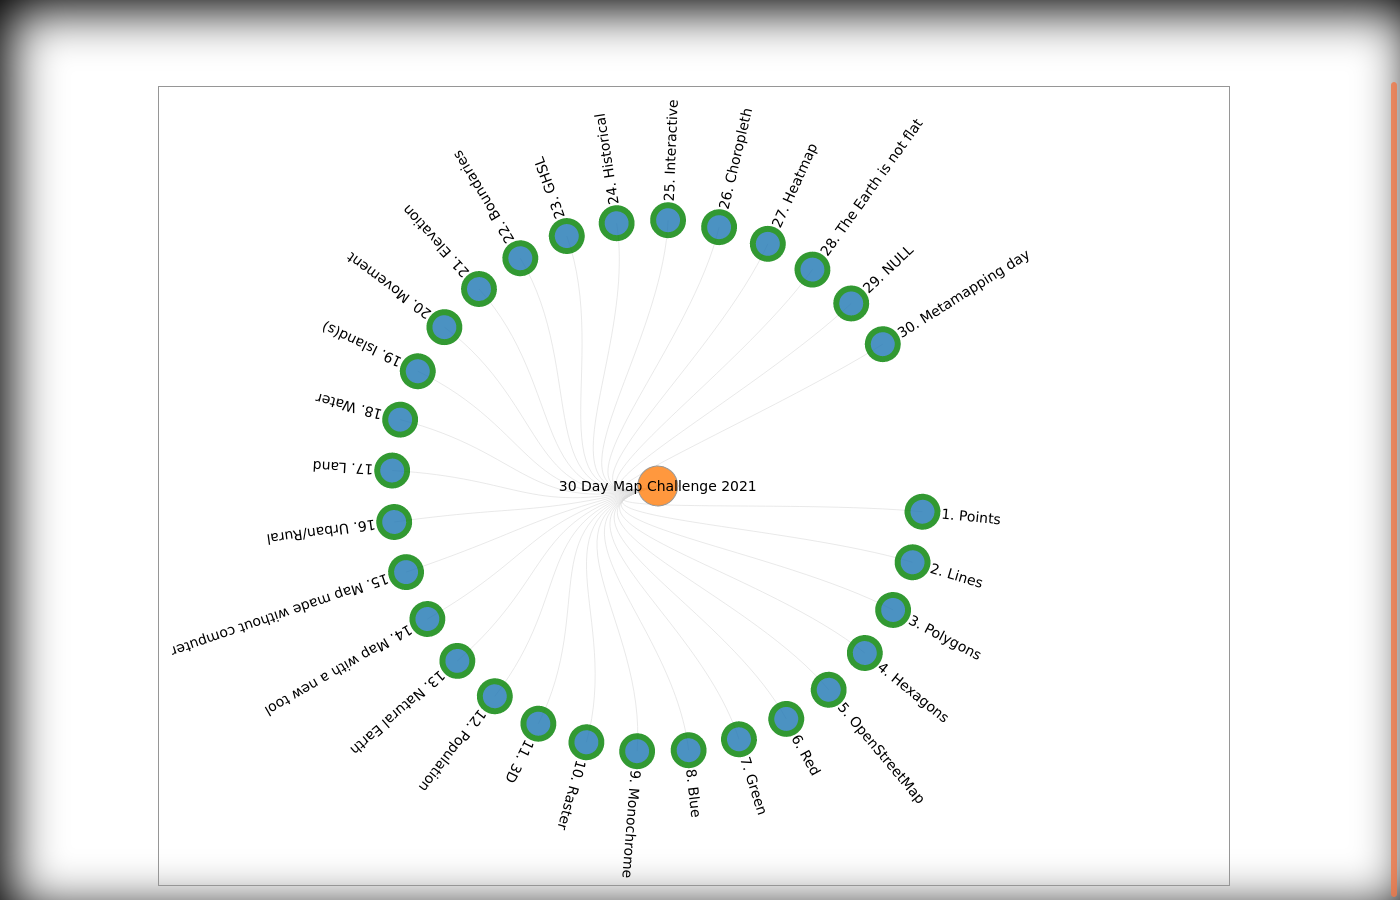 30 Day Map Challenge 2021
1. Points
2. Lines
3. Polygons
4. Hexagons
5. OpenStreetMap
6. Red
7. Green
8. Blue
9. Monochrome
10. Raster
11. 3D
12. Population
13. Natural Earth
14. Map with a new tool
15. Map made without computer
16. Urban/Rural
17. Land
18. Water
19. Island(s)
20. Movement
21. Elevation
22. Boundaries
23. GHSL
24. Historical
25. Interactive
26. Choropleth
27. Heatmap
28. The Earth is not flat
29. NULL
30. Metamapping day